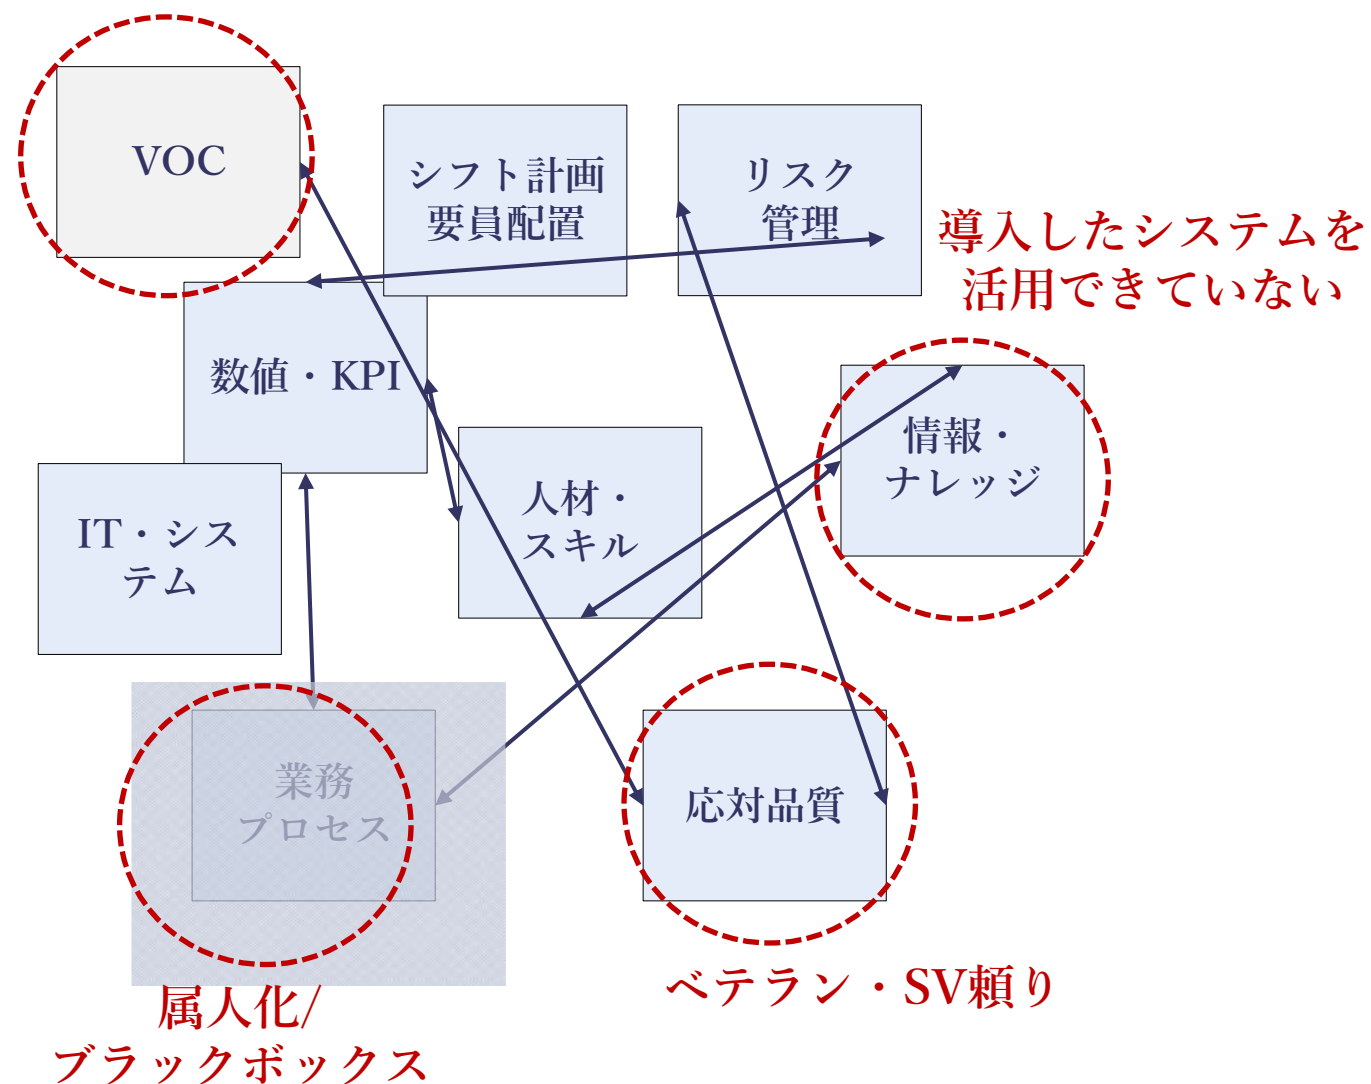 VOC
シフト計画
要員配置
リスク
管理
導入したシステムを
活用できていない
数値・KPI
情報・
ナレッジ
人材・
スキル
IT・シス
テム
業務
プロセス
応対品質
ベテラン・SV頼り
属人化/
ブラックボックス